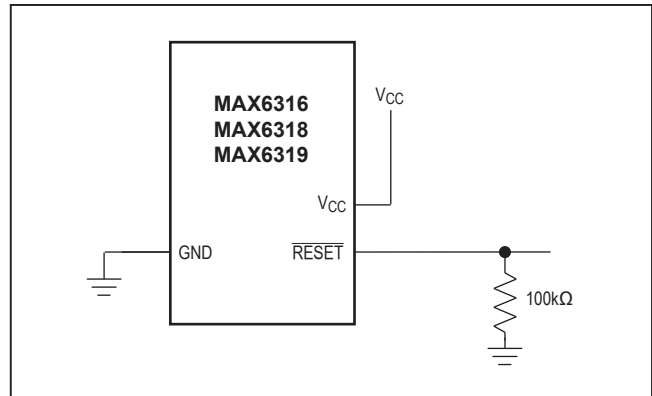 MAX6316
MAX6318
MAX6319
VCC
VCC
GND
RESET
100kΩ